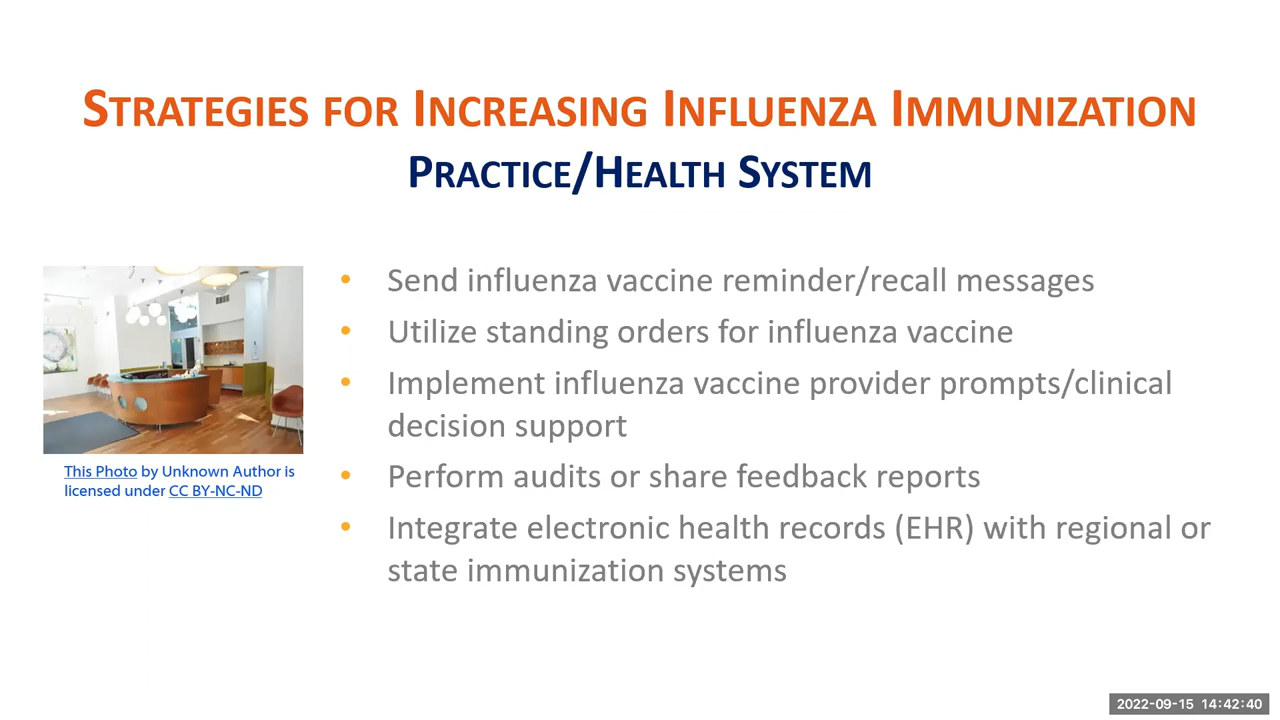 STRATEGIES FOR INCREASING INFLUENZA IMMUNIZATION
PRACTICE/HEALTH SYSTEM
• Send influenza vaccine reminder/recall messages
• Utilize standing orders for influenza vaccine
• Implement influenza vaccine provider prompts/clinical
decision support
• Perform audits or share feedback reports
• Integrate electronic health records (EHR) with regional or
state immunization systems
This Photo by Unknown Author is
licensed under CC BY-NC-ND
2022-09-15 14:42:40